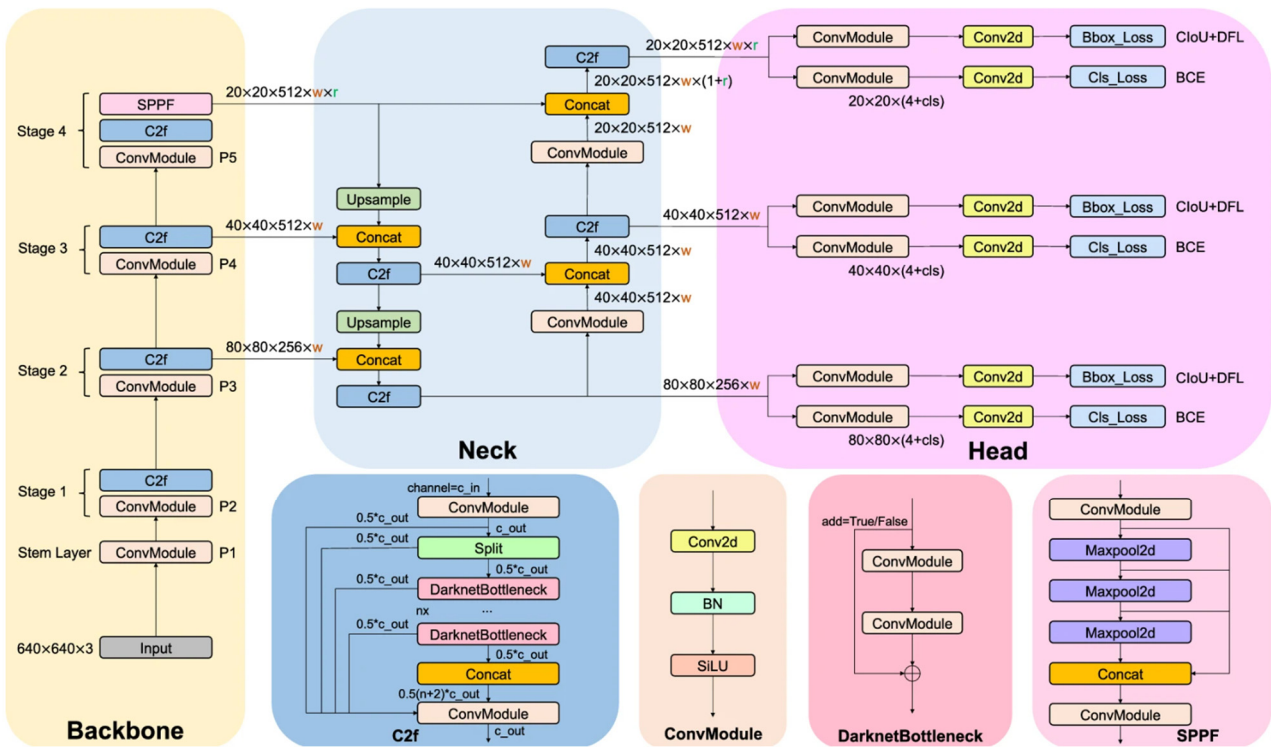 SPPF
20×20×512×w×r
Stage 4
C2f
ConvModule
P5
C2f
40×40×512×w
Stage 3
ConvModule
P4
C2f
80×80×256×w
Stage 2
ConvModule
P3
C2f
Stage 1
ConvModule
P2
Stem Layer
ConvModule
P1
640×640×3
Input
Backbone
Upsample
Concat
C2f
40×40×512×w
Upsample
Concat
C2f
C2f
20×20×512×w×r
20×20×512×w×(1+r)
Concat
20×20×512×w
ConvModule
C2f
40×40×512×w
40×40×512×w
Concat
40×40×512×w
ConvModule
80×80×256×w
Neck
ConvModule
Conv2d
Bbox_Loss
CIoU+DFL
ConvModule
Conv2d
Cls_Loss
BCE
20×20×(4+cls)
ConvModule
Conv2d
Bbox_Loss
CIoU+DFL
ConvModule
Conv2d
Cls_Loss
BCE
40×40×(4+cls)
ConvModule
Conv2d
Bbox_Loss
CIoU+DFL
ConvModule
Conv2d
Cls_Loss
BCE
80×80×(4+cls)
Head
channel=c_in
ConvModule
0.5*c_out
c_out
0.5*c_out
Split
0.5*c_out
0.5*c_out
DarknetBottleneck
nx
...
0.5*c_out
DarknetBottleneck
0.5*c_out
Concat
0.5(n+2)*c_out
ConvModule
c_out
C2f
Conv2d
BN
SiLU
ConvModule
add=True/False
ConvModule
ConvModule
DarknetBottleneck
ConvModule
Maxpool2d
Maxpool2d
Maxpool2d
Concat
ConvModule
SPPF